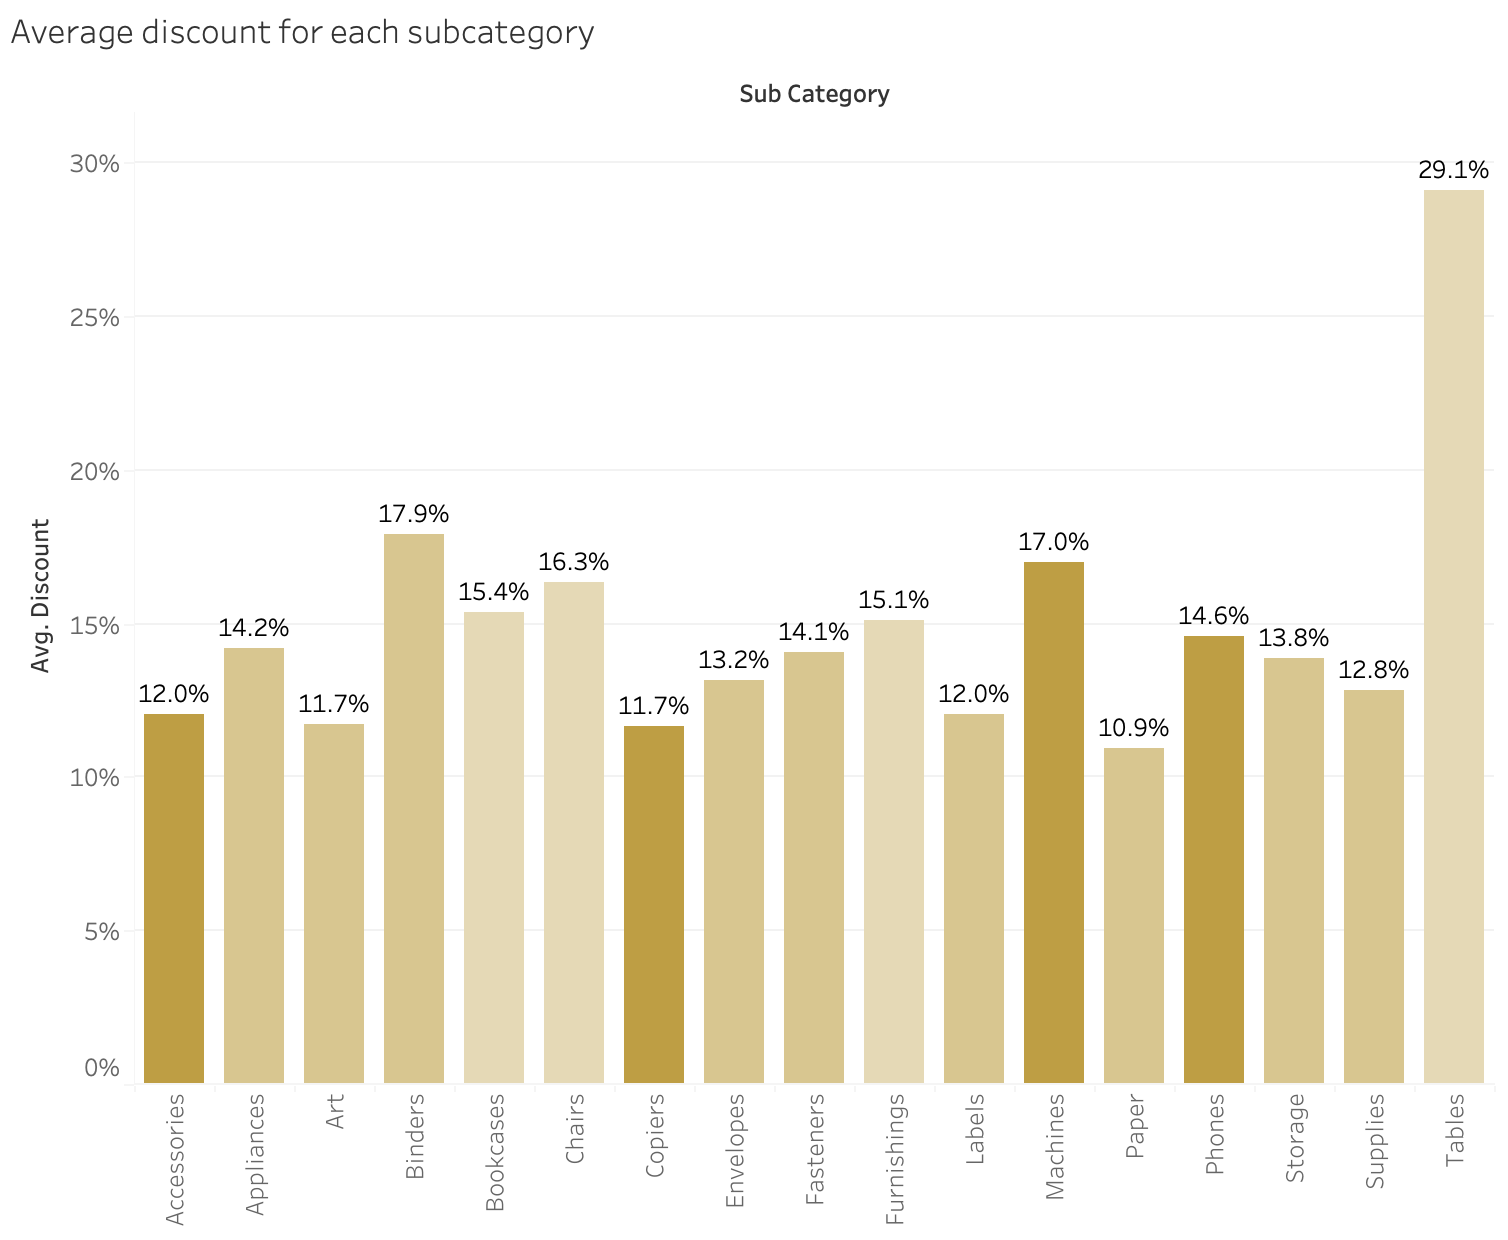 Average discount for each subcategory
Sub Category
Avg. Discount
30%
25%
20%
15%
10%
5%
0%
12.0%
14.2%
11.7%
17.9%
15.4%
16.3%
11.7%
13.2%
14.1%
15.1%
12.0%
17.0%
10.9%
14.6%
13.8%
12.8%
29.1%
Accessories
Appliances
Art
Binders
Bookcases
Chairs
Copiers
Envelopes
Fasteners
Furnishings
Labels
Machines
Paper
Phones
Storage
Supplies
Tables